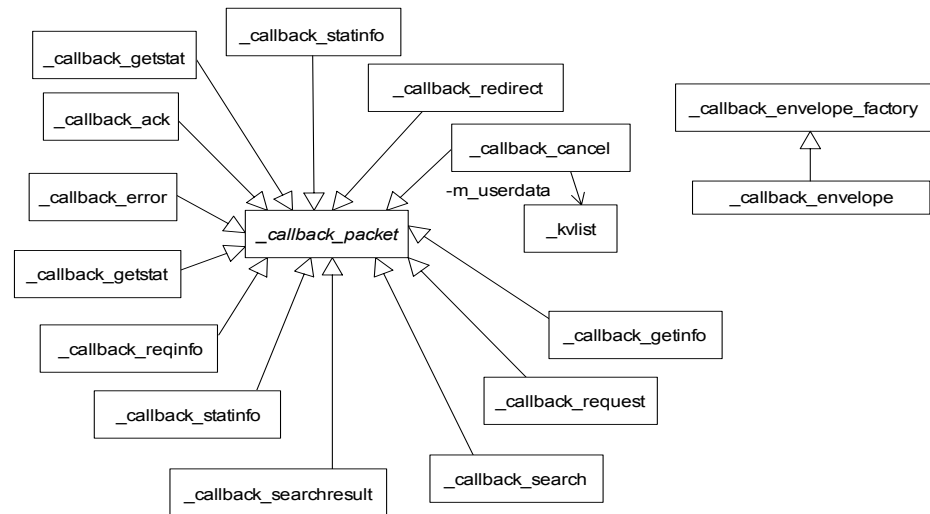 _callback_statinfo
_callback_getstat
_callback_redirect
_callback_envelope_factory
_callback_ack
_callback_cancel
-m_userdata
_callback_error
_callback_envelope
_kvlist
_callback_packet
_callback_getstat
_callback_getinfo
_callback_reqinfo
_callback_request
_callback_statinfo
_callback_search
_callback_searchresult